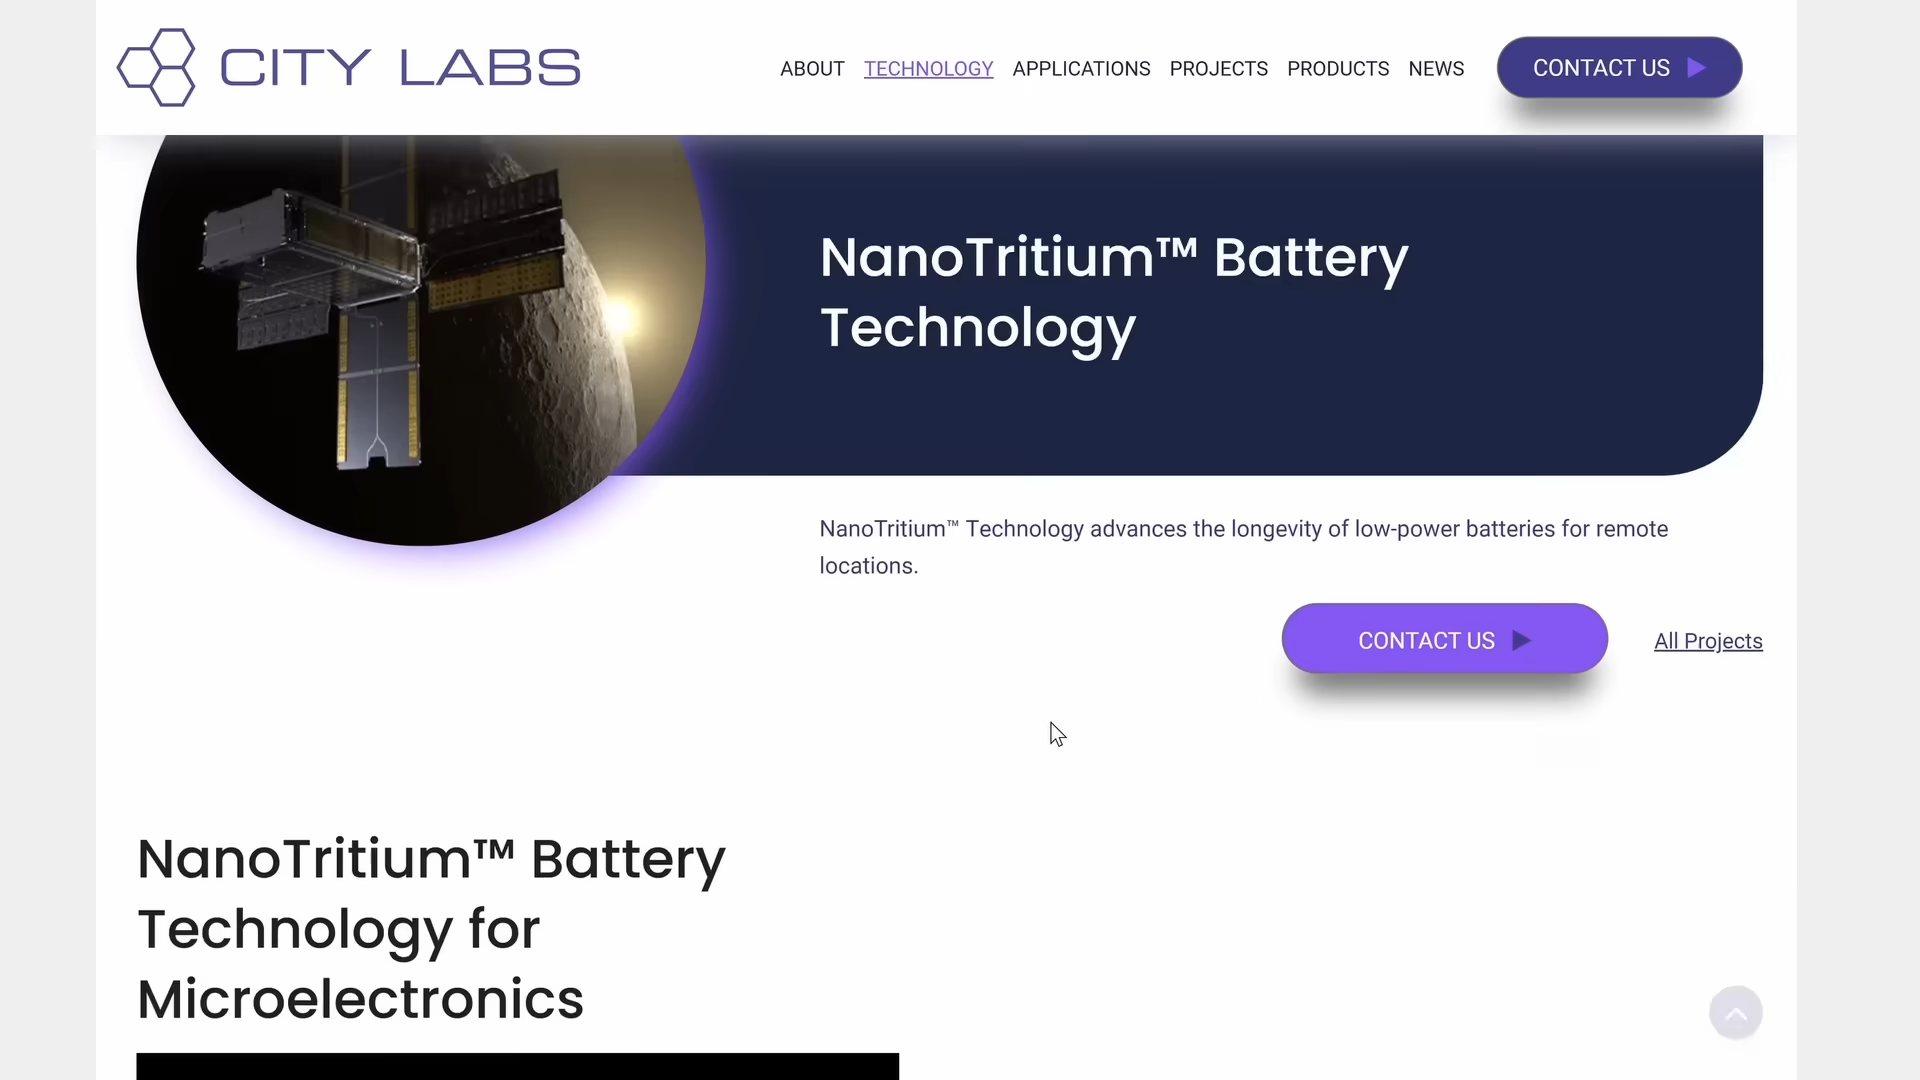 CITY LABS
ABOUT TECHNOLOGY APPLICATIONS PROJECTS PRODUCTS NEWS CONTACT US
NanoTritium™ Battery
Technology
NanoTritium™ Technology advances the longevity of low-power batteries for remote
locations.
CONTACT US All Projects
NanoTritium™ Battery
Technology for
Microelectronics